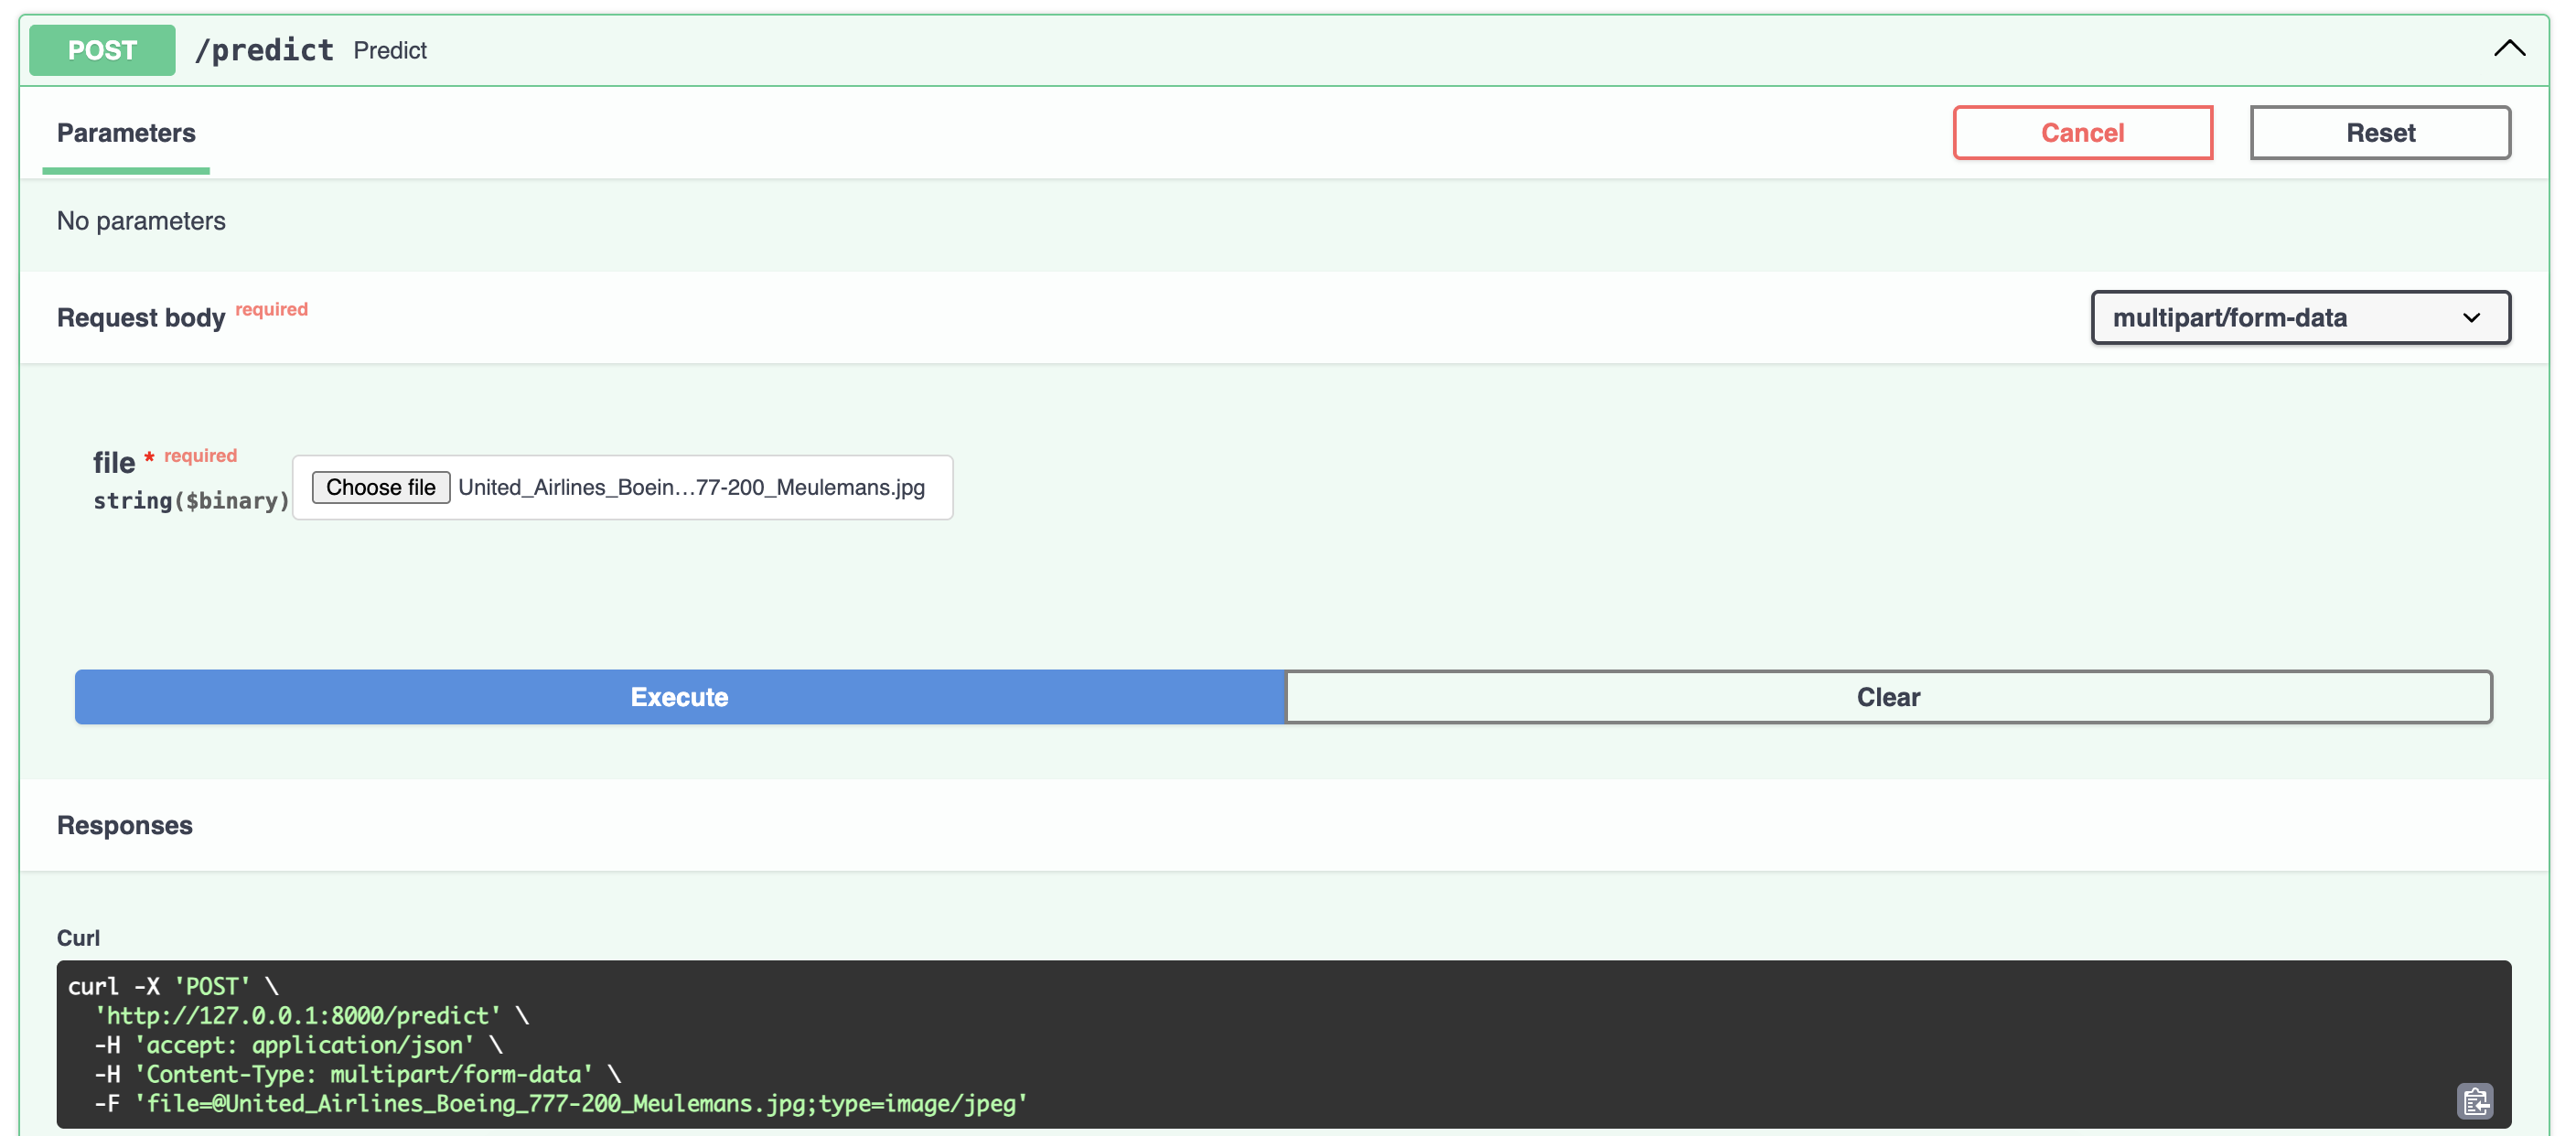 POST /predict Predict
Parameters Cancel Reset
No parameters
Request body required multipart/form-data
file * required
string($binary) Choose file United_Airlines_Boein…77-200_Meulemans.jpg
Execute Clear
Responses
Curl
curl -X 'POST' \
'http://127.0.0.1:8000/predict' \
-H 'accept: application/json' \
-H 'Content-Type: multipart/form-data' \
-F 'file=@United_Airlines_Boeing_777-200_Meulemans.jpg;type=image/jpeg'